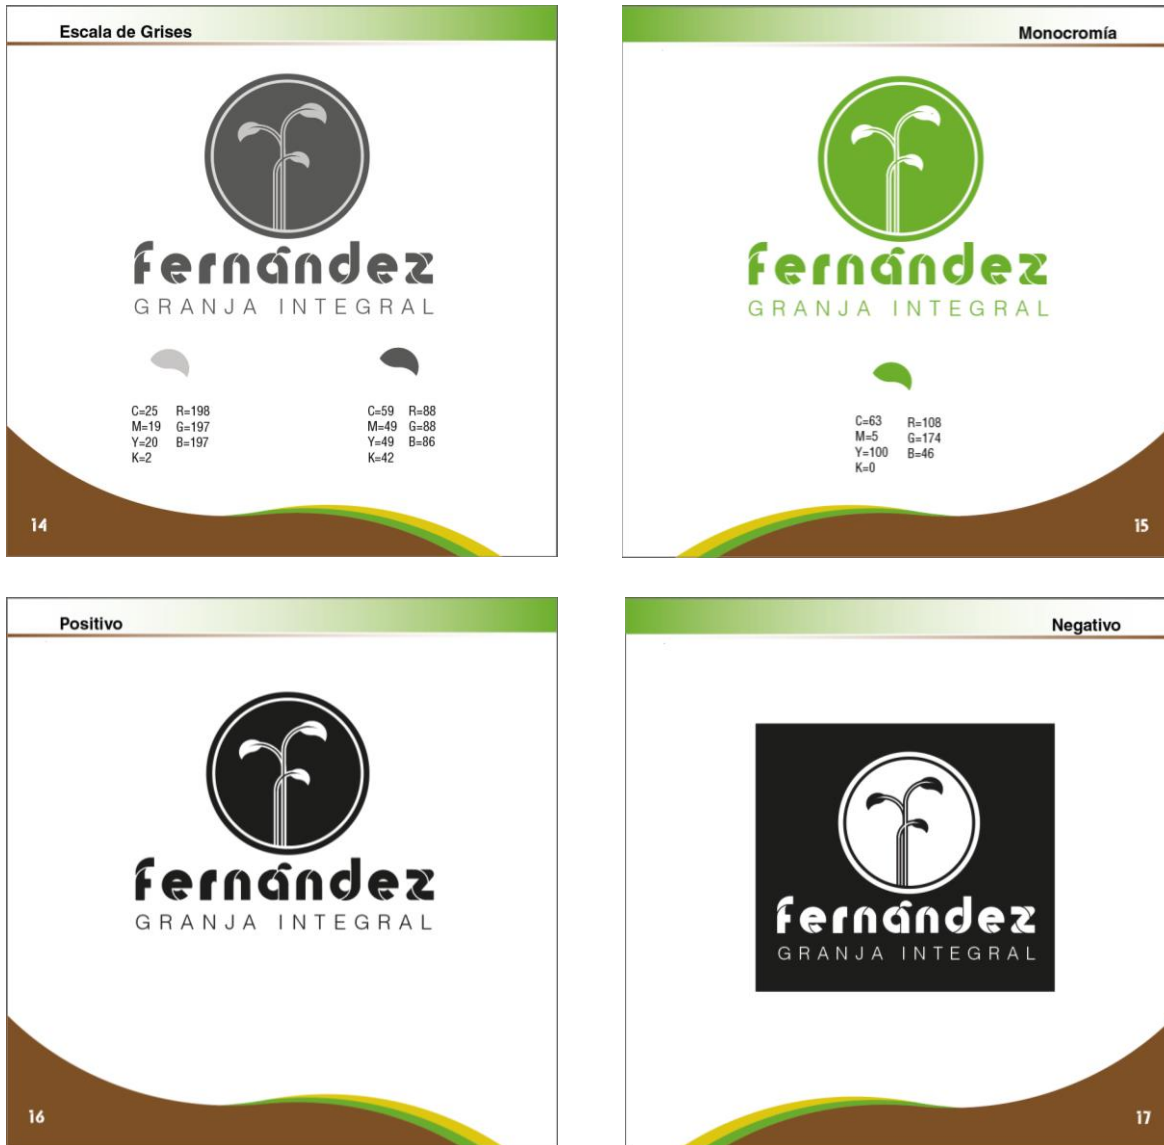 Escala de Grises
fernández
GRANJA INTEGRAL
C=25 R=198
M=19 G=197
Y=20 B=197
K=2
C=59 R=88
M=49 G=88
Y=49 B=86
K=42
14
Monocromía
fernández
GRANJA INTEGRAL
C=63 R=108
M=5 G=174
Y=100 B=46
K=0
15
Positivo
fernández
GRANJA INTEGRAL
16
Negativo
fernández
GRANJA INTEGRAL
17